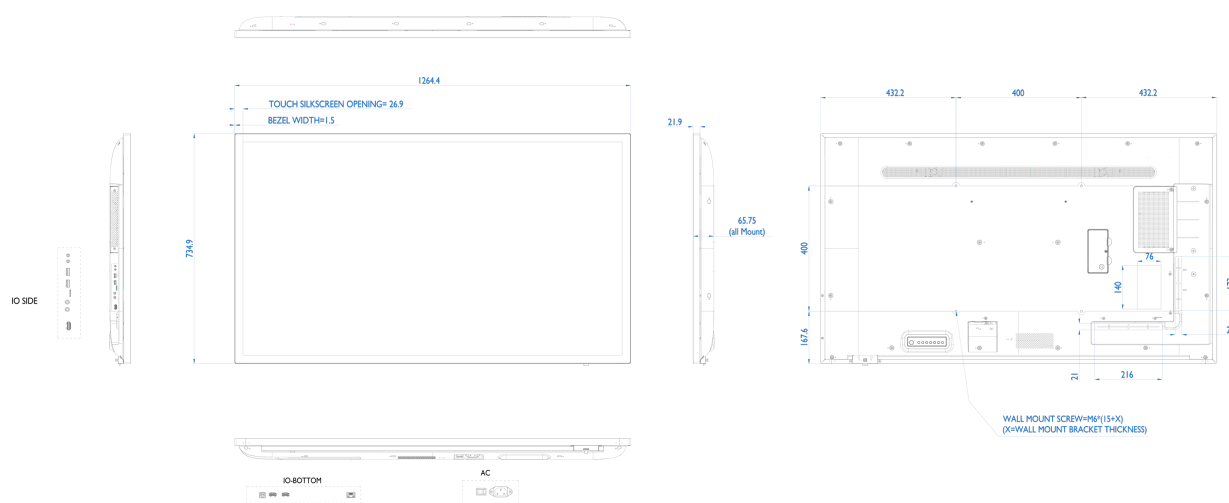 1264.4
TOUCH SILKSCREEN OPENING= 26.9
BEZEL WIDTH=1.5
734.9
IO SIDE
21.9
65.75
(all Mount)
432.2
400
432.2
400
167.6
76
140
21
216
WALL MOUNT SCREW=M6*(15+X)
(X=WALL MOUNT BRACKET THICKNESS)
IO-BOTTOM
AC